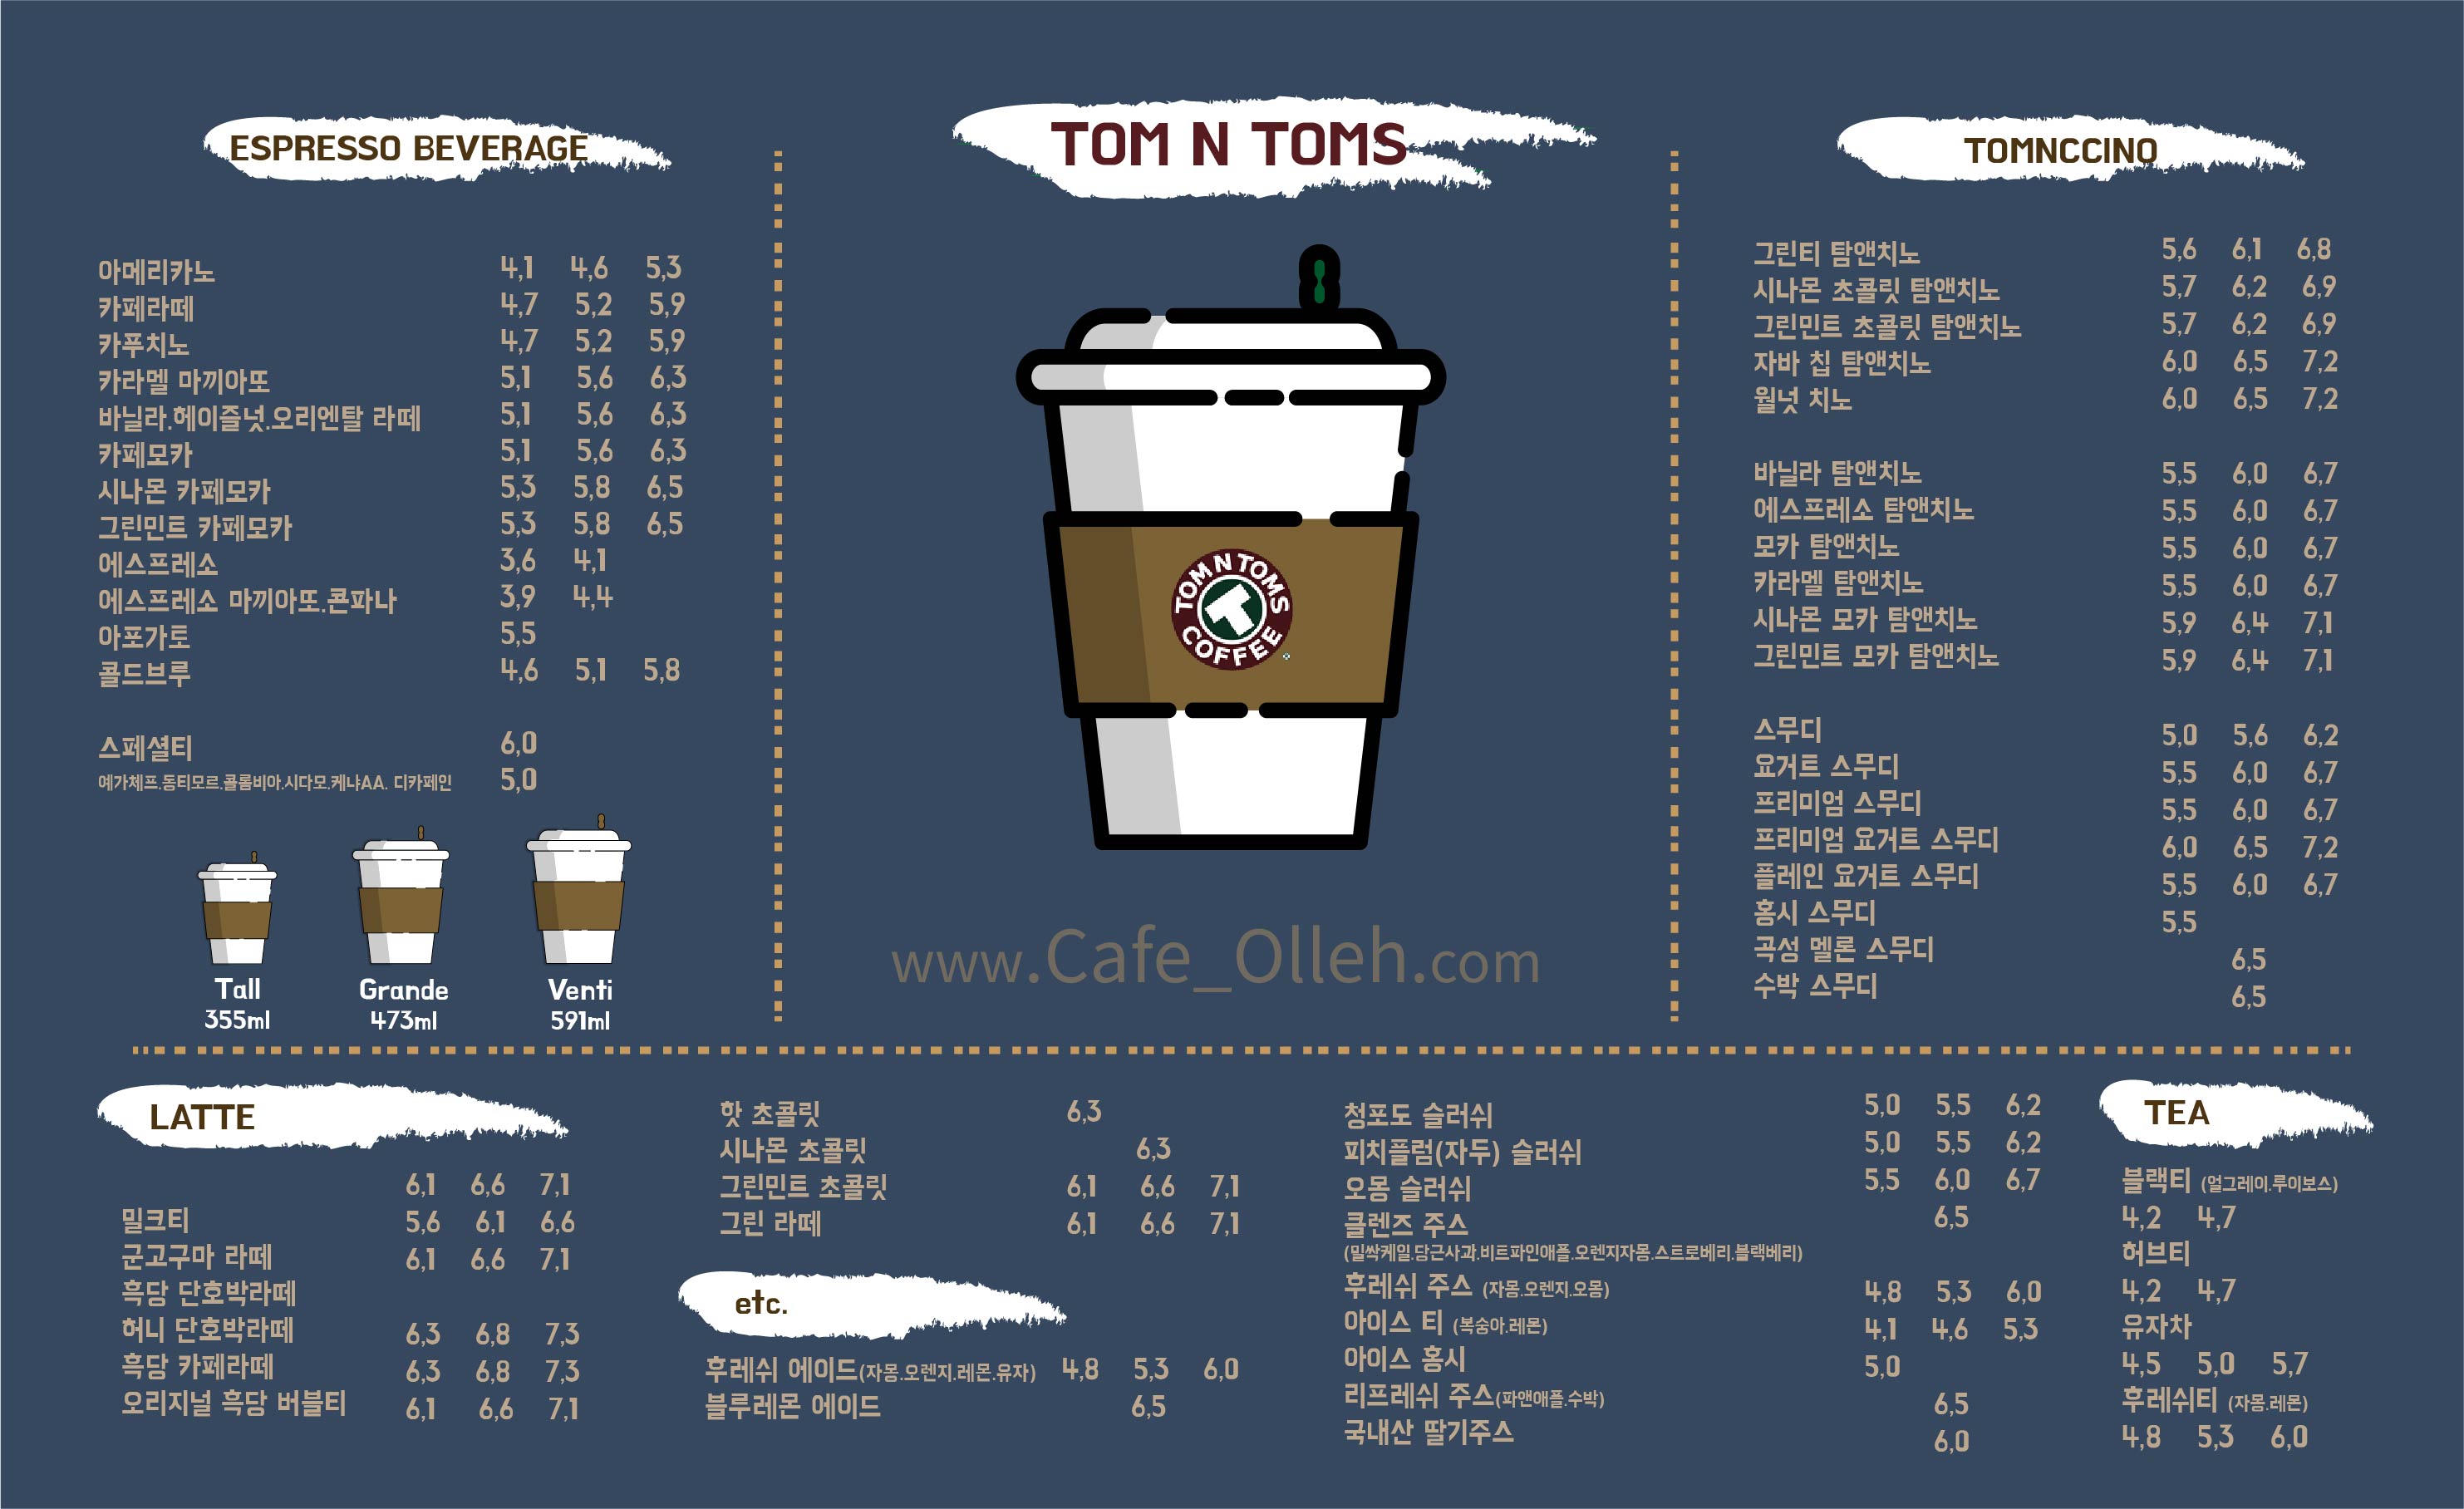 ESPRESSO BEVERAGE
아메리카노 4,1 4,6 5,3
카페라떼 4,7 5,2 5,9
카푸치노 4,7 5,2 5,9
카라멜 마끼아또 5,1 5,6 6,3
바닐라.헤이즐넛.오리엔탈 라떼 5,1 5,6 6,3
카페모카 5,1 5,6 6,3
시나몬 카페모카 5,3 5,8 6,5
그린민트 카페모카 5,3 5,8 6,5
에스프레소 3,6 4,1
에스프레소 마끼아또.콘파나 3,9 4,4
아포가토 5,5
콜드브루 4,6 5,1 5,8
스페셜티 6,0
예가체프.동티모르.콜롬비아.시다모.케냐AA. 디카페인 5,0
Tall Grande Venti
355ml 473ml 591ml
TOM N TOMS
TOM N TOMS
COFFEE
www.Cafe_Olleh.com
TOMNCCINO
그린티 탐앤치노 5,6 6,1 6,8
시나몬 초콜릿 탐앤치노 5,7 6,2 6,9
그린민트 초콜릿 탐앤치노 5,7 6,2 6,9
자바 칩 탐앤치노 6,0 6,5 7,2
월넛 치노 6,0 6,5 7,2
바닐라 탐앤치노 5,5 6,0 6,7
에스프레소 탐앤치노 5,5 6,0 6,7
모카 탐앤치노 5,5 6,0 6,7
카라멜 탐앤치노 5,5 6,0 6,7
시나몬 모카 탐앤치노 5,9 6,4 7,1
그린민트 모카 탐앤치노 5,9 6,4 7,1
스무디 5,0 5,6 6,2
요거트 스무디 5,5 6,0 6,7
프리미엄 스무디 5,5 6,0 6,7
프리미엄 요거트 스무디 6,0 6,5 7,2
플레인 요거트 스무디 5,5 6,0 6,7
홍시 스무디 5,5
곡성 멜론 스무디 6,5
수박 스무디 6,5
LATTE
6,1 6,6 7,1
밀크티 5,6 6,1 6,6
군고구마 라떼 6,1 6,6 7,1
흑당 단호박라떼
허니 단호박라떼 6,3 6,8 7,3
흑당 카페라떼 6,3 6,8 7,3
오리지널 흑당 버블티 6,1 6,6 7,1
핫 초콜릿 6,3
시나몬 초콜릿 6,3
그린민트 초콜릿 6,1 6,6 7,1
그린 라떼 6,1 6,6 7,1
etc.
후레쉬 에이드(자몽.오렌지.레몬.유자) 4,8 5,3 6,0
블루레몬 에이드 6,5
청포도 슬러쉬 5,0 5,5 6,2
피치플럼(자두) 슬러쉬 5,0 5,5 6,2
오몽 슬러쉬 5,5 6,0 6,7
클렌즈 주스 6,5
(밀싹케일.당근사과.비트파인애플.오렌지자몽.스트로베리.블랙베리)
후레쉬 주스 (자몽.오렌지.오몽) 4,8 5,3 6,0
아이스 티 (복숭아.레몬) 4,1 4,6 5,3
아이스 홍시 5,0
리프레쉬 주스(파앤애플.수박) 6,5
국내산 딸기주스 6,0
TEA
블랙티 (얼그레이.루이보스)
4,2 4,7
허브티
4,2 4,7
유자차
4,5 5,0 5,7
후레쉬티 (자몽.레몬)
4,8 5,3 6,0